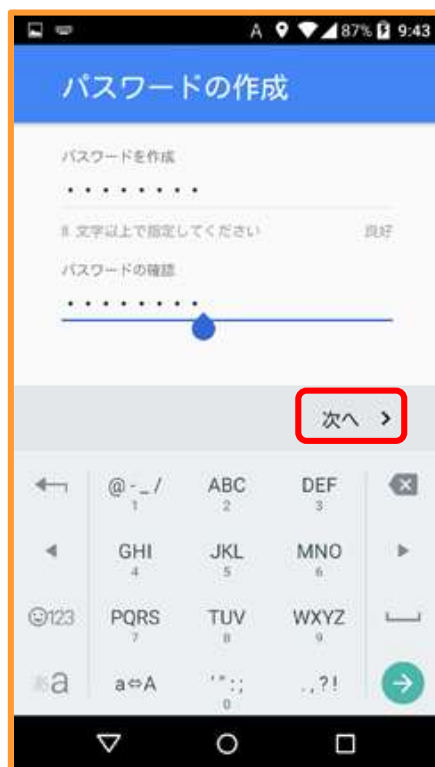 A 87% 9:43
パスワードの作成
パスワードを作成
• • • • • • • •
8 文字以上で指定してください 良好
パスワードの確認
• • • • • • • •
次へ >
@-_/ ABC DEF
1 2 3
GHI JKL MNO
4 5 6
123 PQRS TUV WXYZ
7 8 9
あa a⇔A '":; .,?!
0